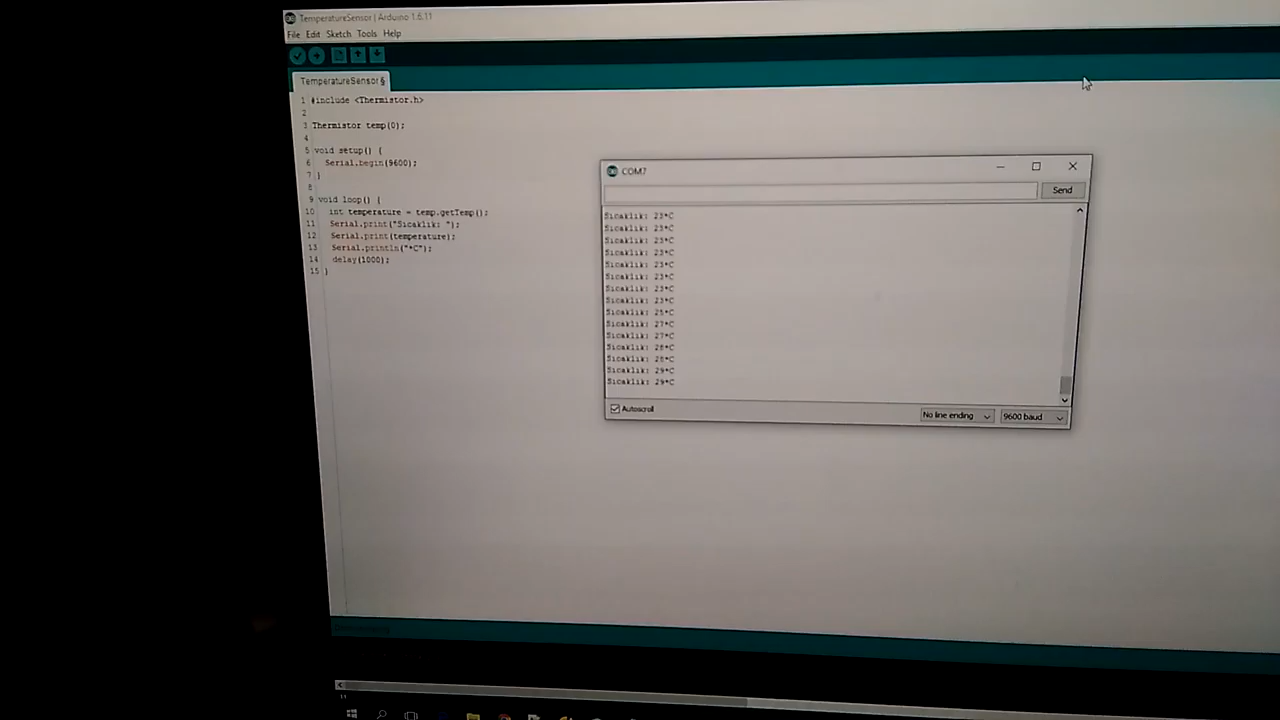 TemperatureSensor | Arduino 1.6.11
File Edit Sketch Tools Help
TemperatureSensor §
1 #include <Thermistor.h>
2
3 Thermistor temp(0);
4
5 void setup() {
6 Serial.begin(9600);
7 }
8
9 void loop() {
10 int temperature = temp.getTemp();
11 Serial.print("Sicaklik: ");
12 Serial.print(temperature);
13 Serial.println("*C");
14 delay(1000);
15 }
COM7
Send
Sicaklik: 23*C
Sicaklik: 23*C
Sicaklik: 23*C
Sicaklik: 23*C
Sicaklik: 23*C
Sicaklik: 23*C
Sicaklik: 23*C
Sicaklik: 23*C
Sicaklik: 25*C
Sicaklik: 27*C
Sicaklik: 27*C
Sicaklik: 28*C
Sicaklik: 28*C
Sicaklik: 29*C
Sicaklik: 29*C
Autoscroll
No line ending
9600 baud